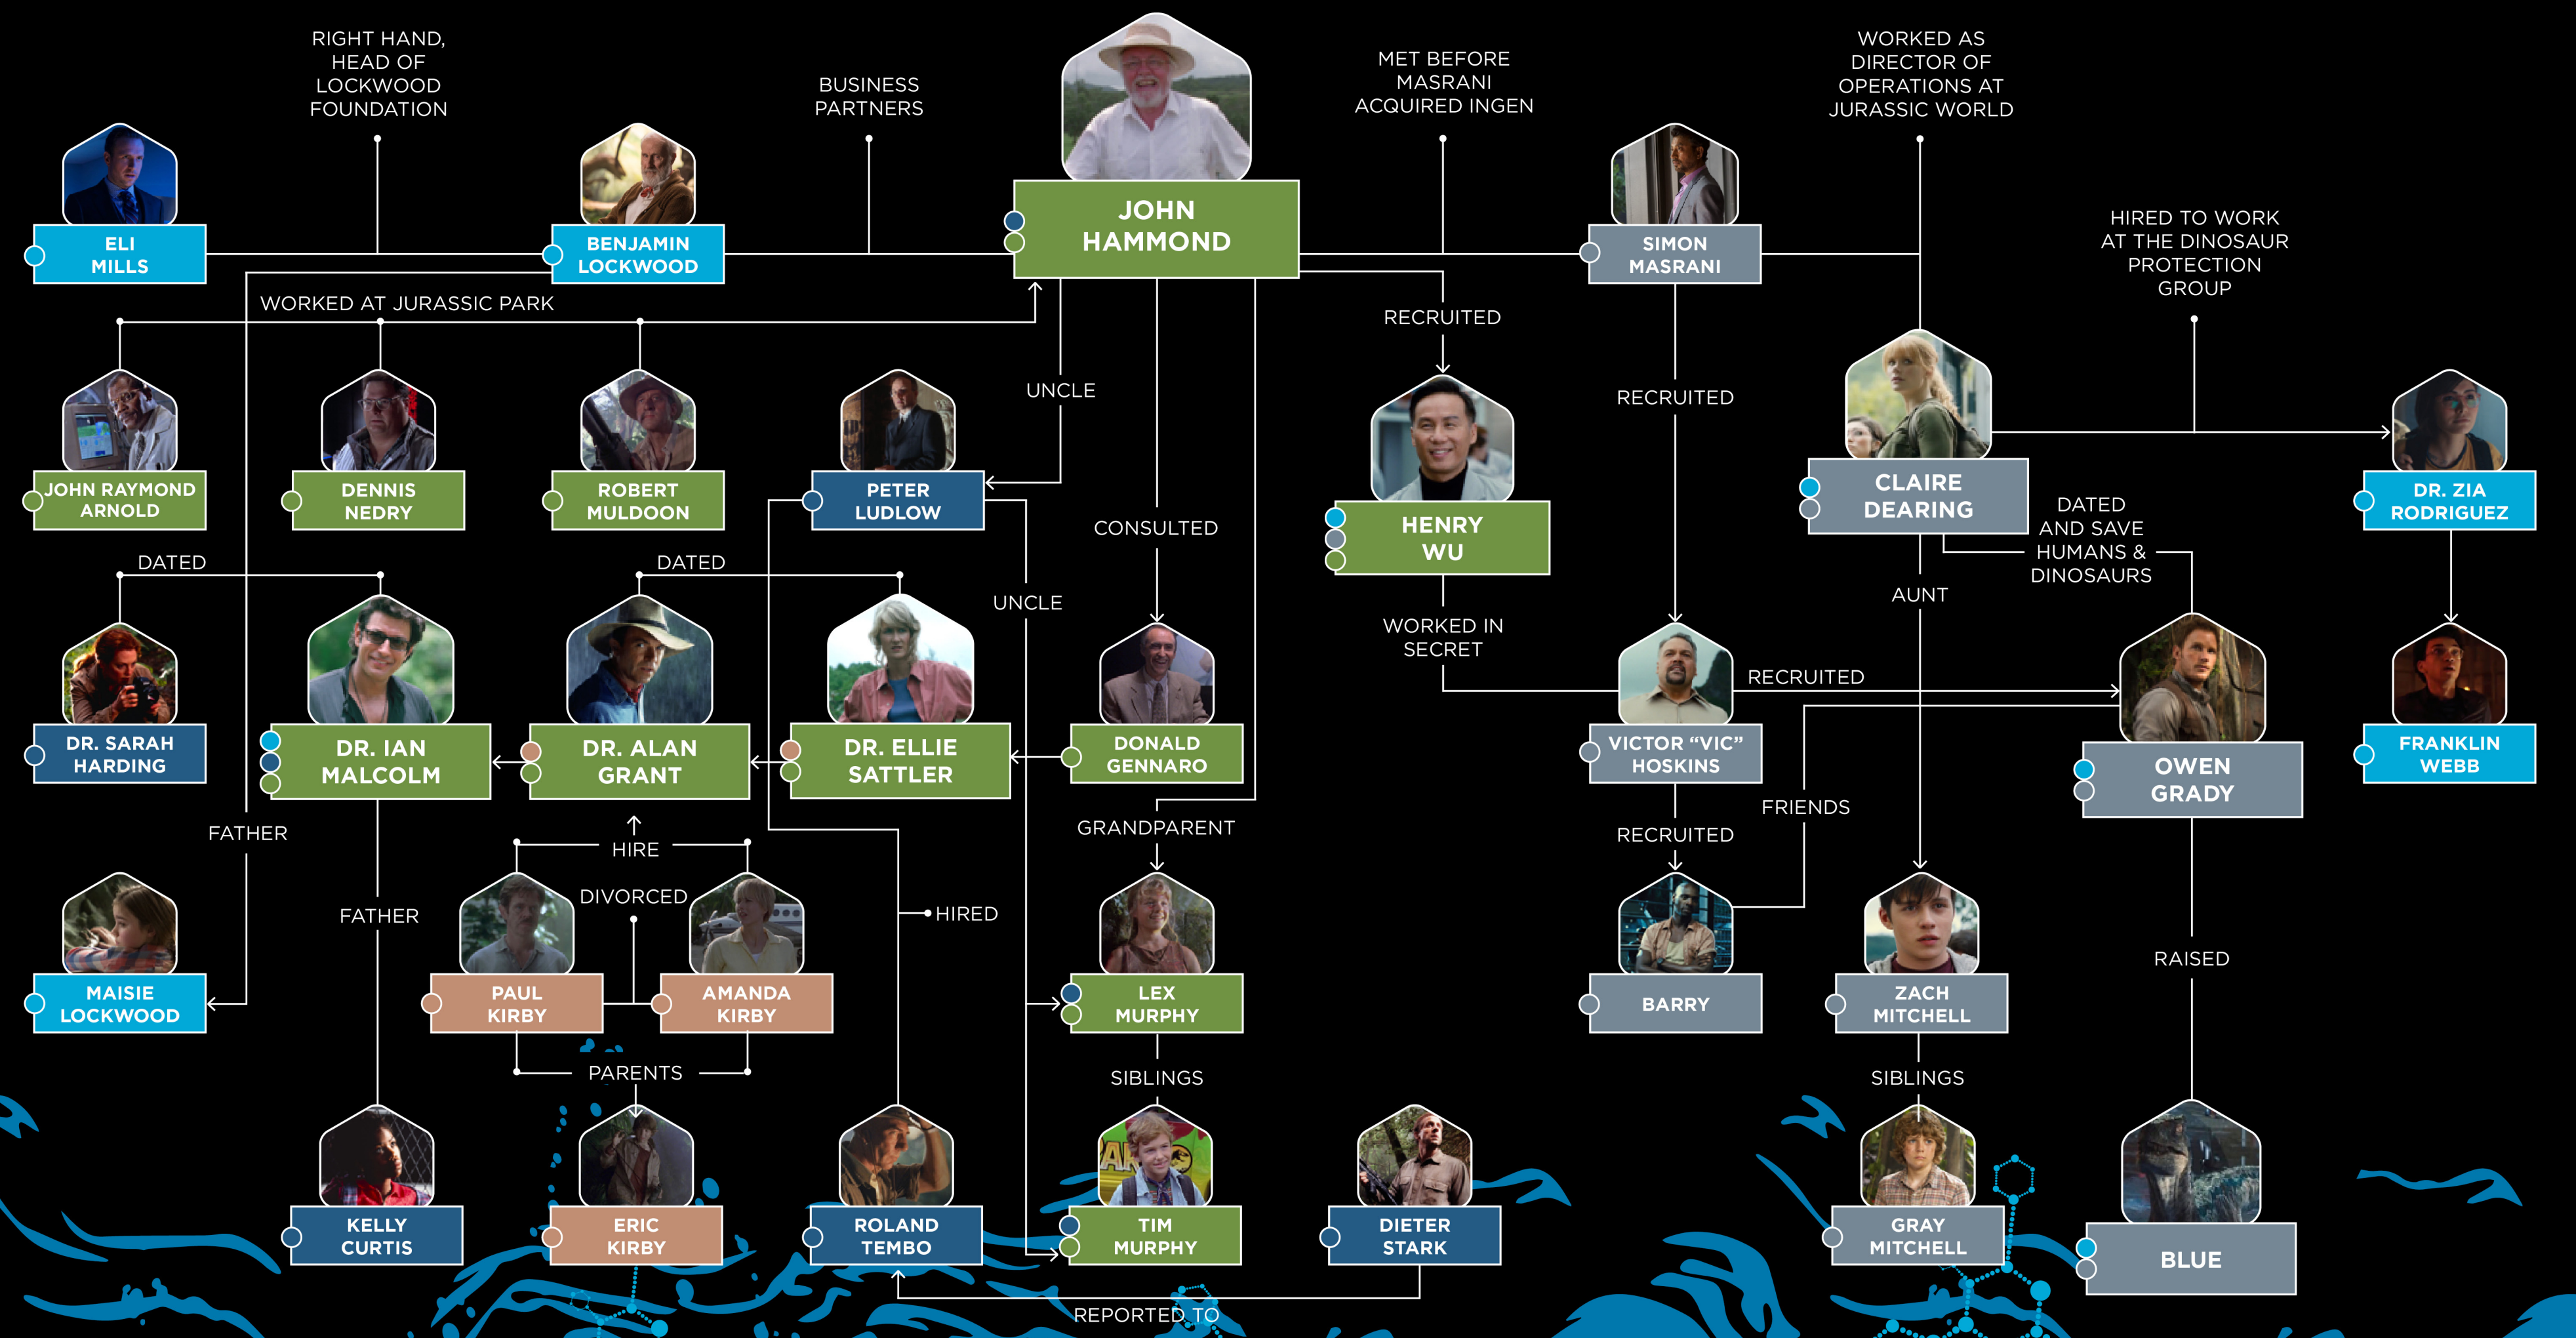 RIGHT HAND,
HEAD OF
LOCKWOOD
FOUNDATION
BUSINESS
PARTNERS
MET BEFORE
MASRANI
ACQUIRED INGEN
WORKED AS
DIRECTOR OF
OPERATIONS AT
JURASSIC WORLD
ELI
MILLS
BENJAMIN
LOCKWOOD
JOHN
HAMMOND
SIMON
MASRANI
HIRED TO WORK
AT THE DINOSAUR
PROTECTION
GROUP
WORKED AT JURASSIC PARK
RECRUITED
UNCLE
RECRUITED
JOHN RAYMOND
ARNOLD
DENNIS
NEDRY
ROBERT
MULDOON
PETER
LUDLOW
CONSULTED
HENRY
WU
CLAIRE
DEARING
DATED
AND SAVE
HUMANS &
DINOSAURS
DR. ZIA
RODRIGUEZ
DATED
DATED
UNCLE
WORKED IN
SECRET
AUNT
RECRUITED
DR. SARAH
HARDING
DR. IAN
MALCOLM
DR. ALAN
GRANT
DR. ELLIE
SATTLER
DONALD
GENNARO
VICTOR “VIC”
HOSKINS
OWEN
GRADY
FRANKLIN
WEBB
FATHER
HIRE
GRANDPARENT
RECRUITED
FRIENDS
DIVORCED
FATHER
HIRED
RAISED
MAISIE
LOCKWOOD
PAUL
KIRBY
AMANDA
KIRBY
LEX
MURPHY
BARRY
ZACH
MITCHELL
PARENTS
SIBLINGS
SIBLINGS
PAR
KELLY
CURTIS
ERIC
KIRBY
ROLAND
TEMBO
TIM
MURPHY
DIETER
STARK
GRAY
MITCHELL
BLUE
REPORTED TO